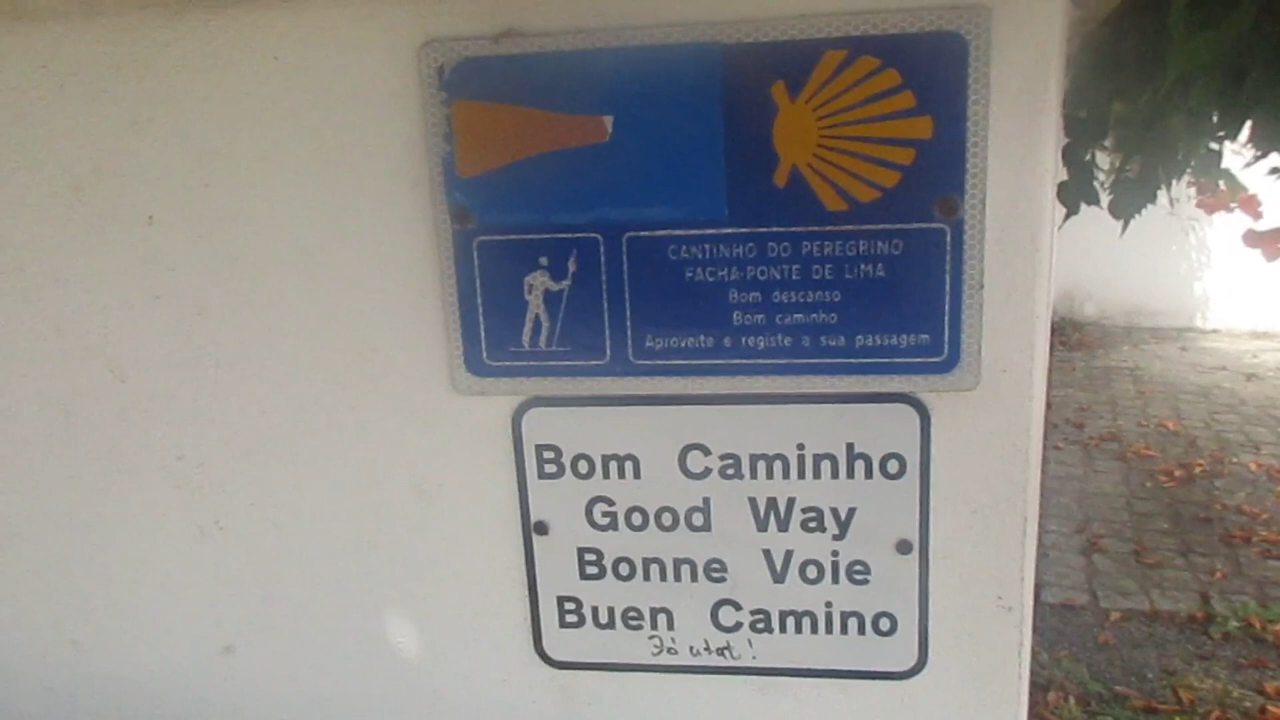 CANTINHO DO PEREGRINO
FACHA-PONTE DE LIMA
Bom descanso
Bom caminho
Aproveite e registe a sua passagem
Bom Caminho
Good Way
Bonne Voie
Buen Camino
Jó utat!